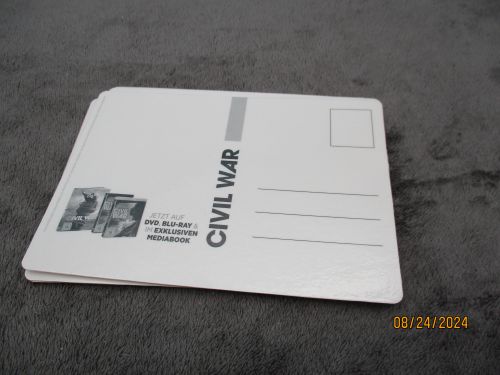 CIVIL WAR
JETZT AUF
DVD, BLU-RAY &
IM EXKLUSIVEN
MEDIABOOK
08/24/2024